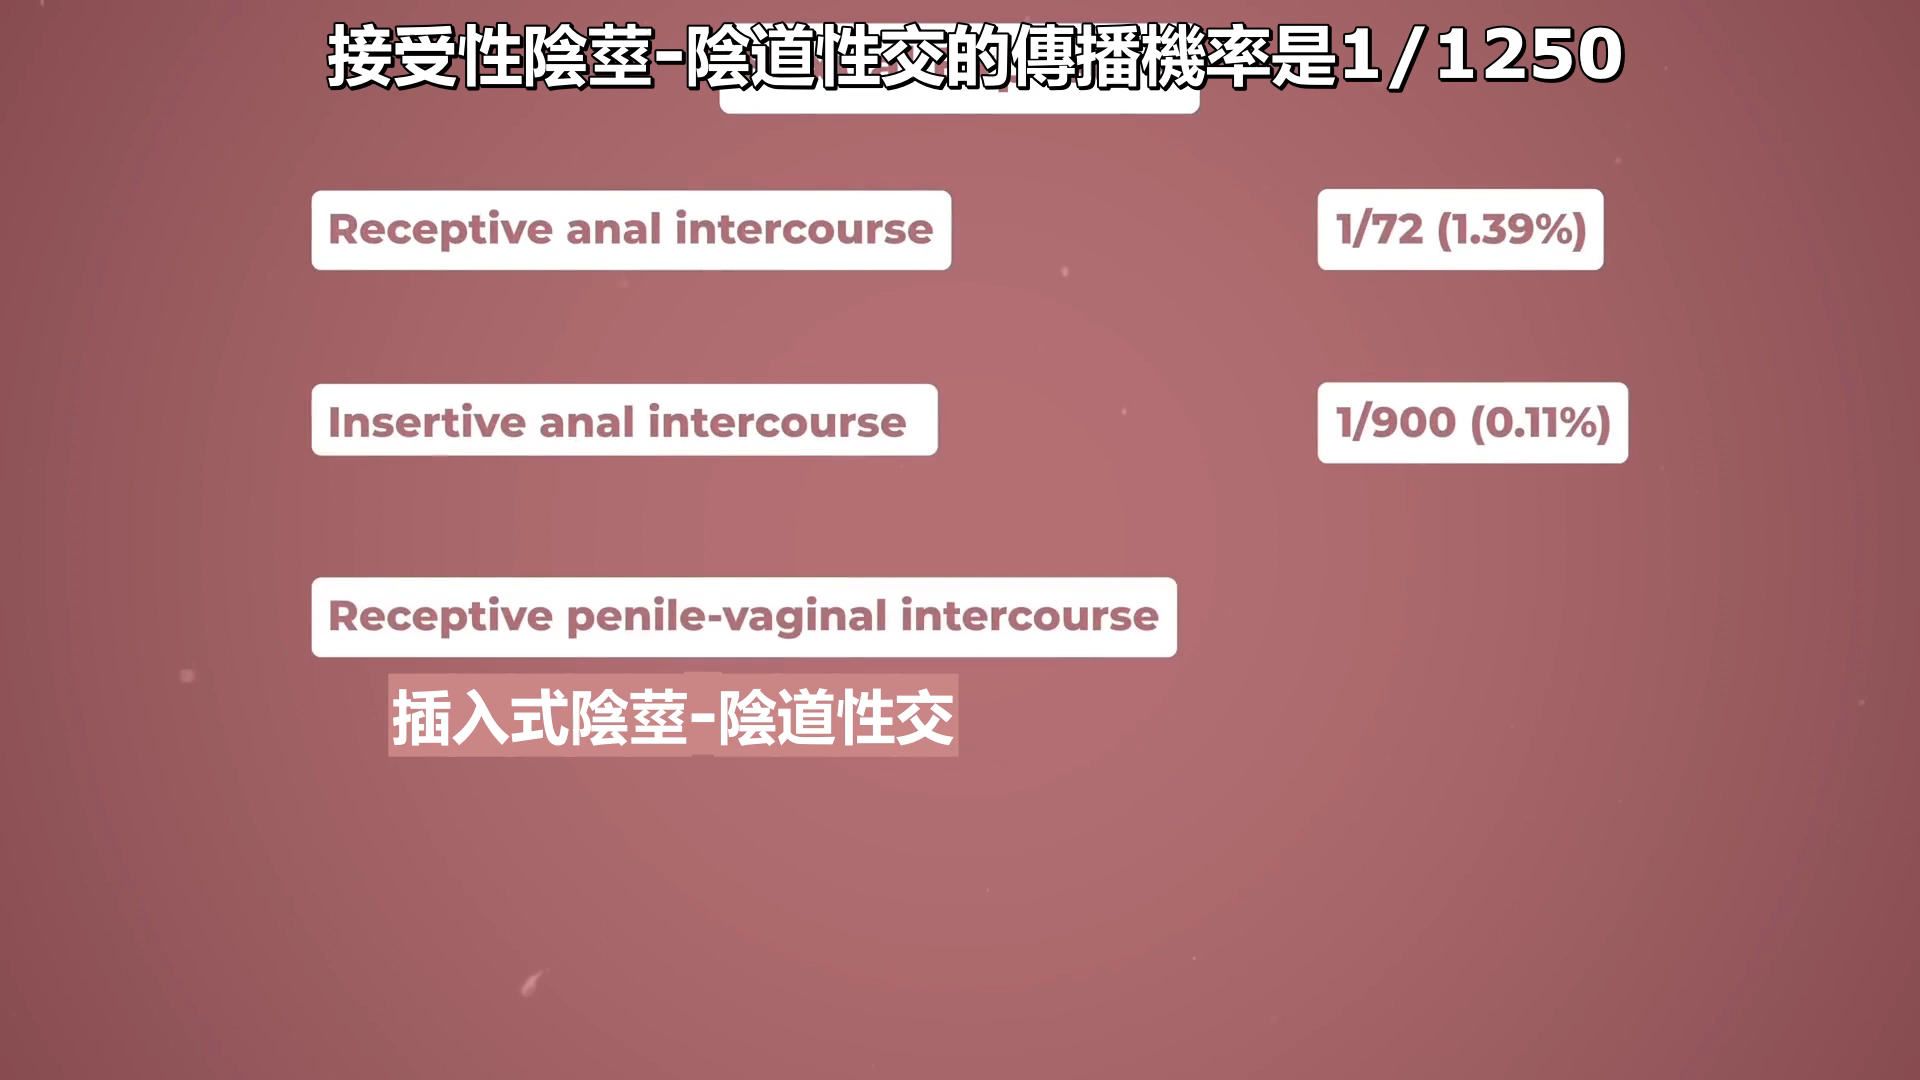 接受性陰莖-陰道性交的傳播機率是1/1250
Receptive anal intercourse
1/72 (1.39%)
Insertive anal intercourse
1/900 (0.11%)
Receptive penile-vaginal intercourse
插入式陰莖-陰道性交